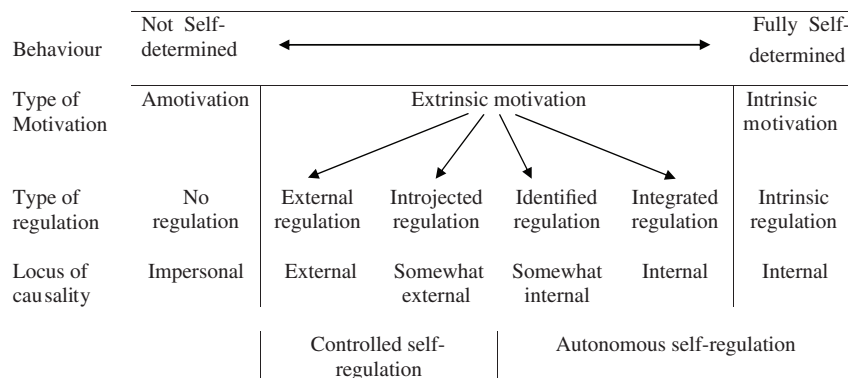 Behaviour
Not Self-
determined
Fully Self-
determined
Type of
Motivation
Amotivation
Extrinsic motivation
Intrinsic
motivation
Type of
regulation
No
regulation
External
regulation
Introjected
regulation
Identified
regulation
Integrated
regulation
Intrinsic
regulation
Locus of
causality
Impersonal
External
Somewhat
external
Somewhat
internal
Internal
Internal
Controlled self-
regulation
Autonomous self-regulation